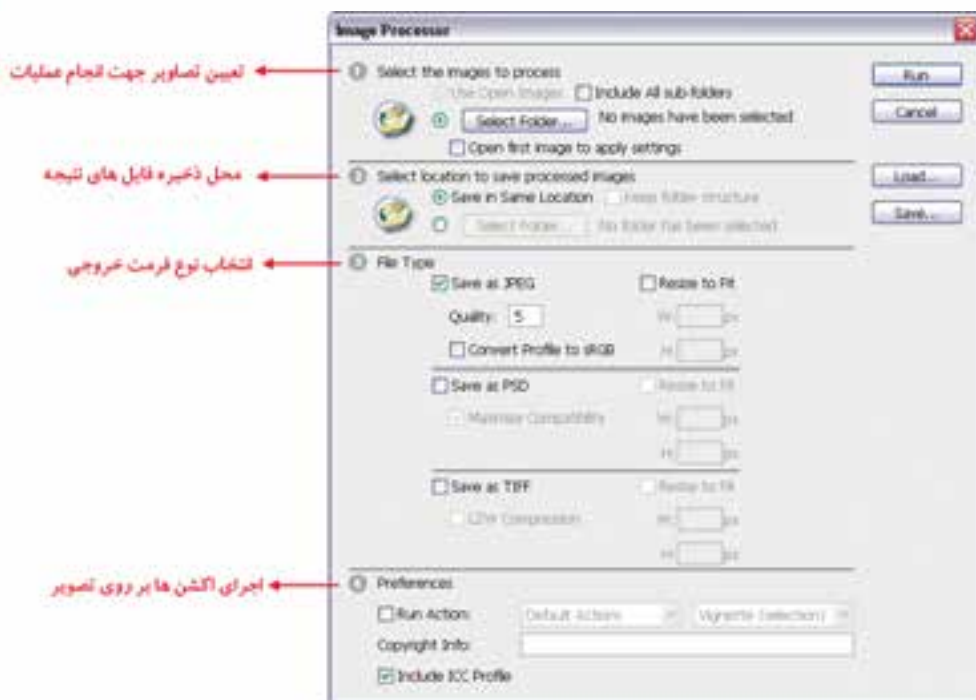 Image Processor
تعیین تصاویر جهت انجام عملیات
Select the images to process
Run
Use Open Images Include All sub-folders
Select Folder... No images have been selected
Cancel
Open first image to apply settings
محل ذخیره فایل های نتیجه
Select location to save processed images
Load...
Save in Same Location Keep folder structure
Save...
Select Folder... No folder has been selected
انتخاب نوع فرمت خروجی
File Type
Save as JPEG Resize to Fit
Quality: 5 W: px
Convert Profile to sRGB H: px
Save as PSD Resize to Fit
Maximize Compatibility W: px
H: px
Save as TIFF Resize to Fit
LZW Compression W: px
H: px
اجرای اکشن ها بر روی تصویر
Preferences
Run Action: Default Actions Vignette (selection)
Copyright Info:
Include ICC Profile